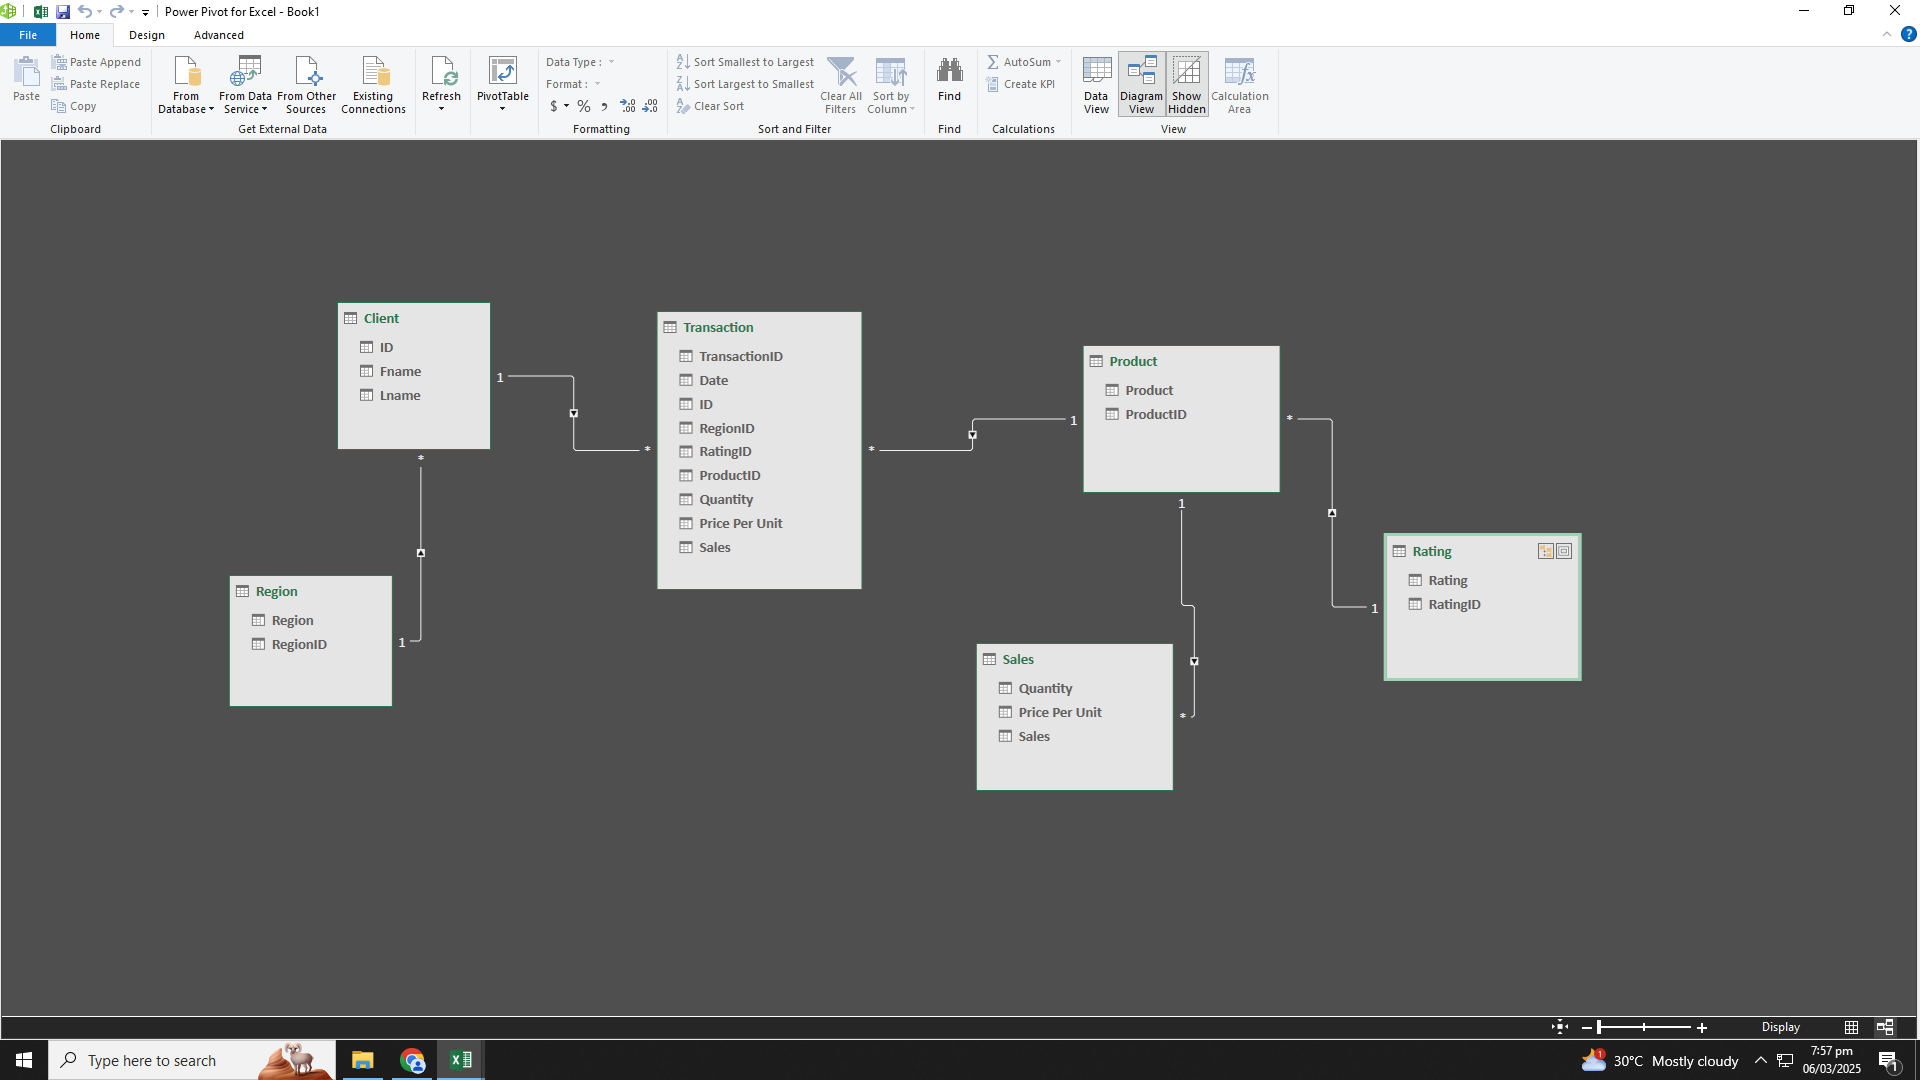 Power Pivot for Excel - Book1
File
Home
Design
Advanced
Paste
Paste Append
Paste Replace
Copy
Clipboard
From
Database
From Data
Service
From Other
Sources
Existing
Connections
Get External Data
Refresh
PivotTable
Data Type :
Format :
$ % , .00 .00
Formatting
Sort Smallest to Largest
Sort Largest to Smallest
Clear Sort
Clear All
Filters
Sort by
Column
Sort and Filter
Find
Find
AutoSum
Create KPI
Calculations
Data
View
Diagram
View
Show
Hidden
Calculation
Area
View
Client
ID
Fname
Lname
1
*
*
Transaction
TransactionID
Date
ID
RegionID
RatingID
ProductID
Quantity
Price Per Unit
Sales
*
1
Product
Product
ProductID
*
1
Region
Region
RegionID
1
Sales
Quantity
Price Per Unit
Sales
*
1
Rating
Rating
RatingID
Display
Type here to search
30°C Mostly cloudy
7:57 pm
06/03/2025
1
1